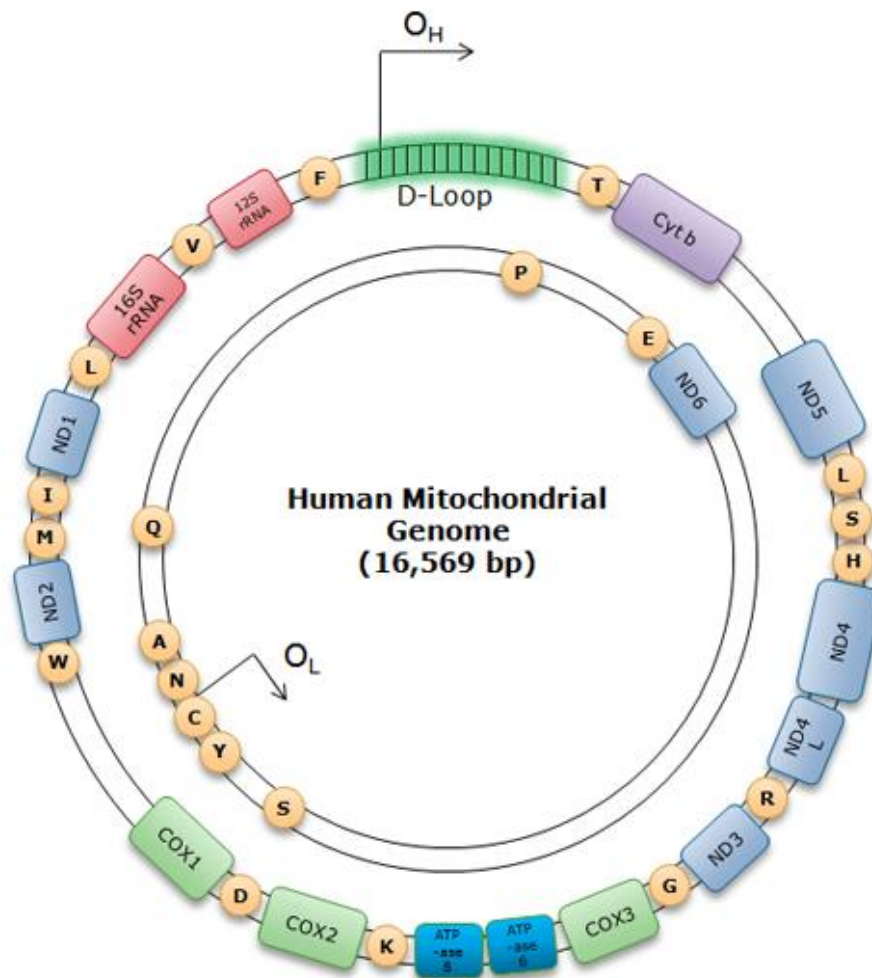 OH
D-Loop
F
12S
rRNA
V
16S
rRNA
L
ND1
I
M
ND2
W
COX1
D
COX2
K
ATP
-ase
8
ATP
-ase
6
COX3
G
ND3
R
ND4
L
ND4
H
S
L
ND5
Cyt b
T
P
E
ND6
Human Mitochondrial
Genome
(16,569 bp)
Q
A
N
OL
C
Y
S